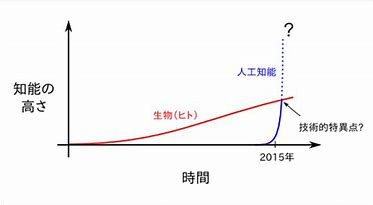 ?
人工知能
知能の
高さ
生物(ヒト)
技術的特異点?
2015年
時間